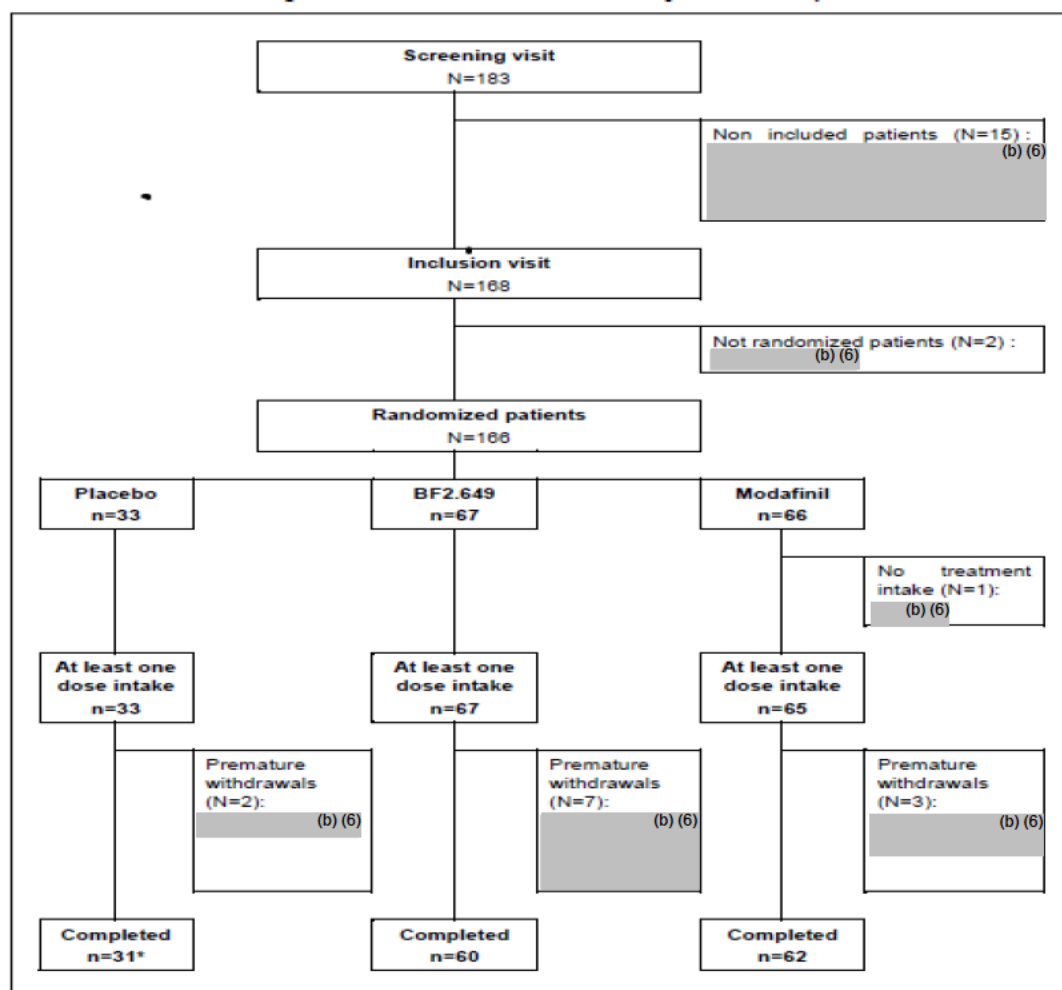 Screening visit
N=183
Non included patients (N=15) :
(b) (6)
Inclusion visit
N=168
Not randomized patients (N=2) :
(b) (6)
Randomized patients
N=166
Placebo
n=33
BF2.649
n=67
Modafinil
n=66
No treatment
intake (N=1):
(b) (6)
At least one
dose intake
n=33
At least one
dose intake
n=67
At least one
dose intake
n=65
Premature
withdrawals
(N=2):
(b) (6)
Premature
withdrawals
(N=7):
(b) (6)
Premature
withdrawals
(N=3):
(b) (6)
Completed
n=31*
Completed
n=60
Completed
n=62